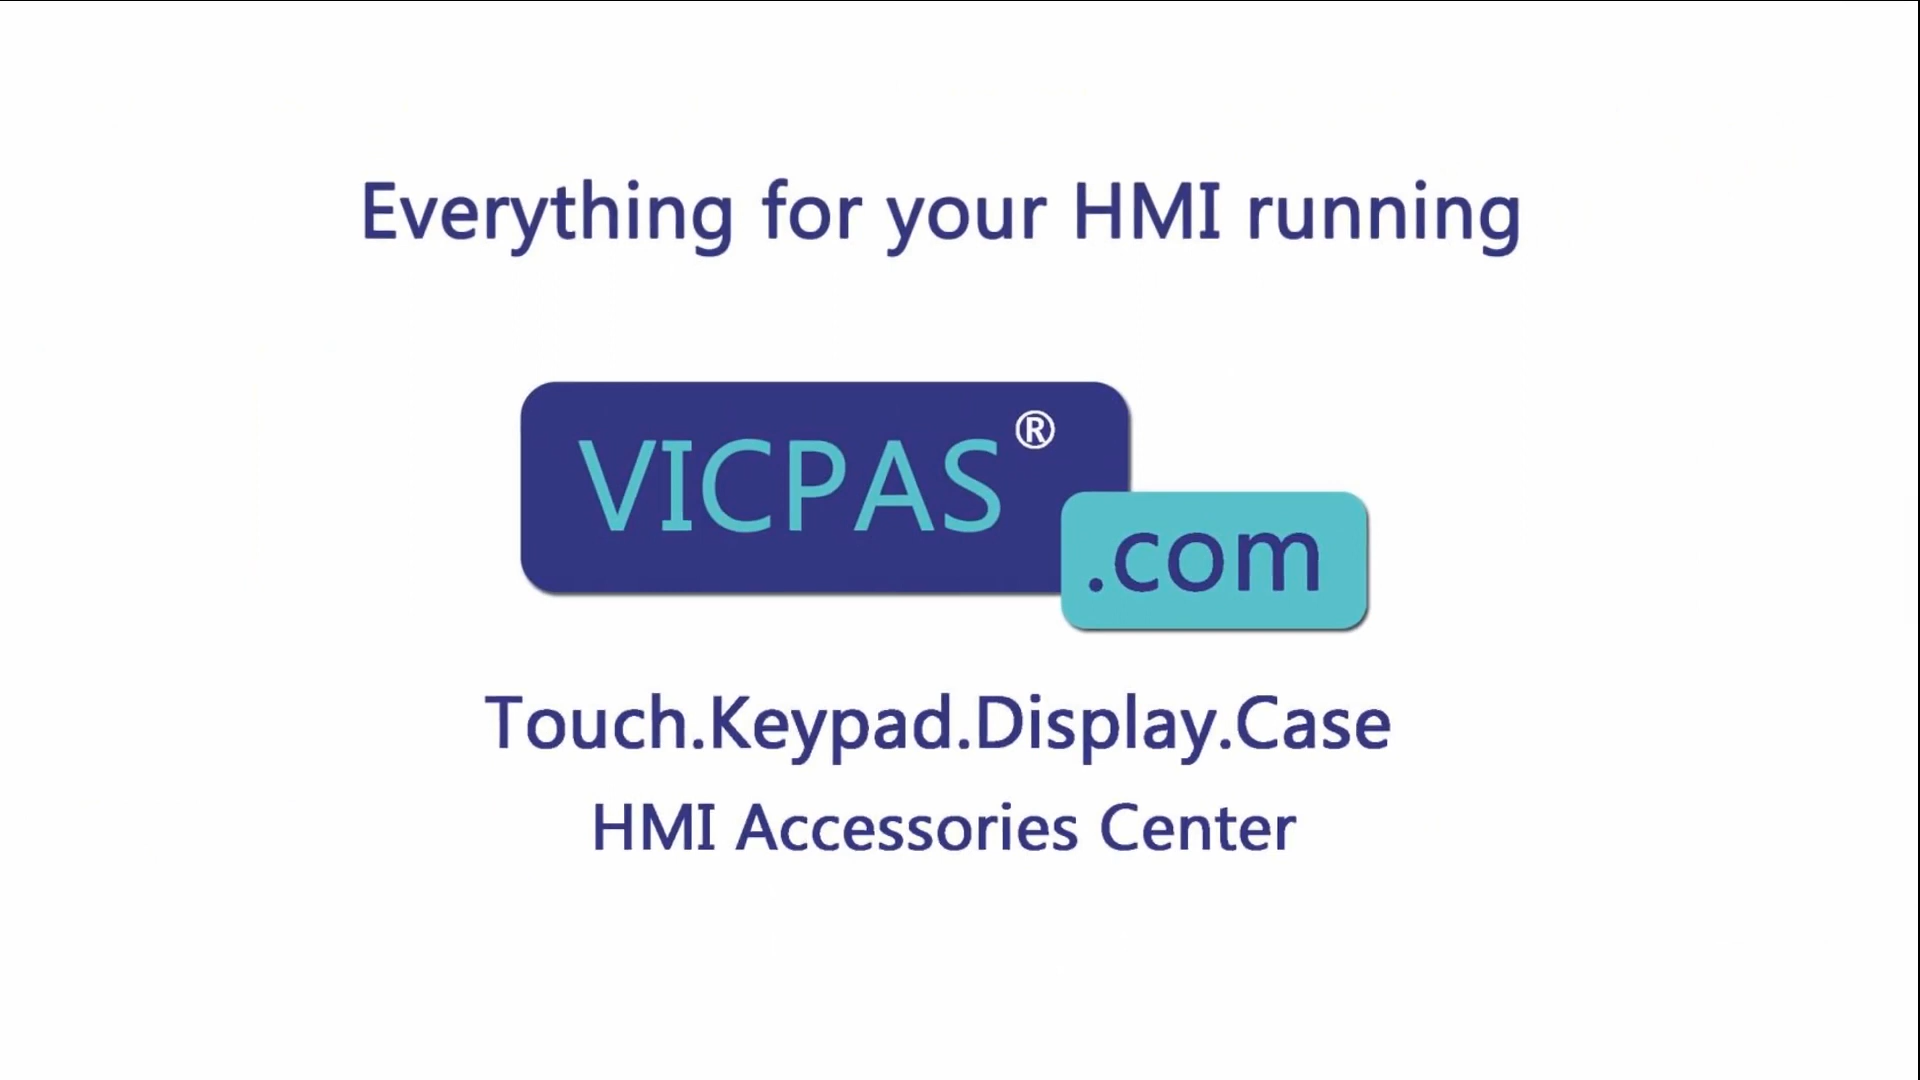 Everything for your HMI running
VICPAS®
.com
Touch.Keypad.Display.Case
HMI Accessories Center